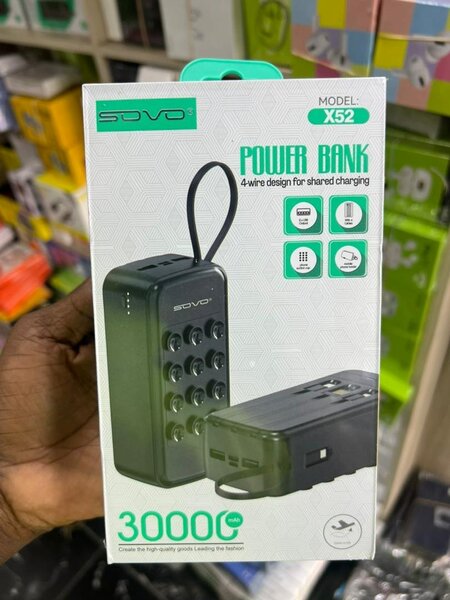 SOVO
MODEL:
X52
POWER BANK
4-wire design for shared charging
SOVO
30000 mAh
Create the high-quality goods Leading the fashion